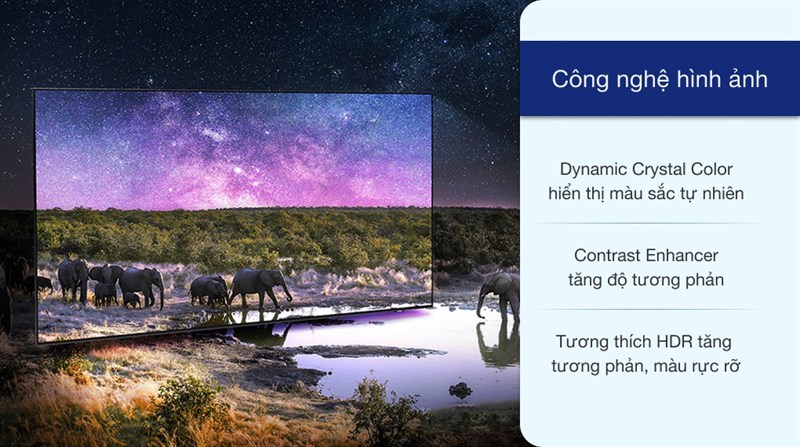 Công nghệ hình ảnh
Dynamic Crystal Color
hiển thị màu sắc tự nhiên
Contrast Enhancer
tăng độ tương phản
Tương thích HDR tăng
tương phản, màu rực rỡ